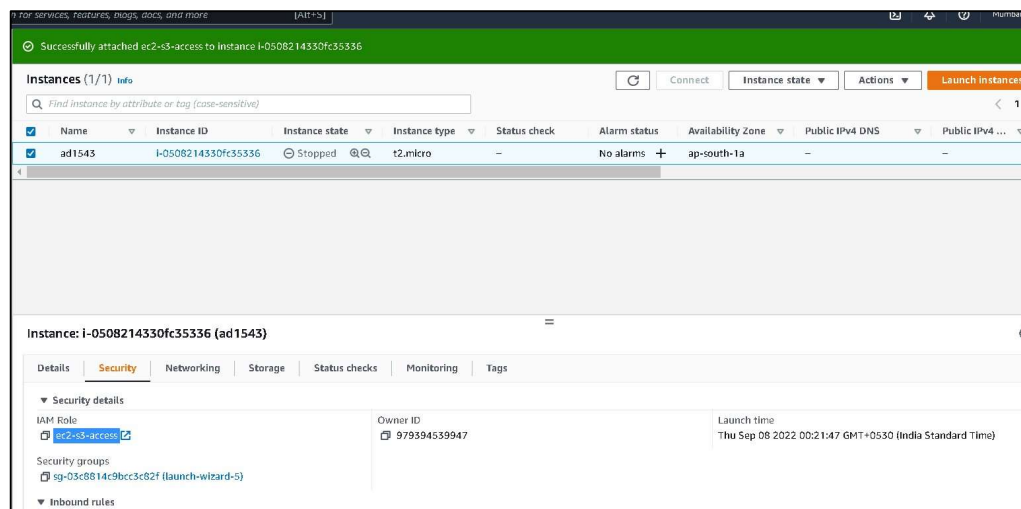 n for services, features, blogs, docs, and more [Alt+S] Mumbai
Successfully attached ec2-s3-access to instance i-0508214330fc35336
Instances (1/1) Info Connect Instance state Actions Launch instances
Find instance by attribute or tag (case-sensitive) 1
Name Instance ID Instance state Instance type Status check Alarm status Availability Zone Public IPv4 DNS Public IPv4 ...
ad1543 i-0508214330fc35336 Stopped t2.micro – No alarms + ap-south-1a – –
Instance: i-0508214330fc35336 (ad1543)
Details Security Networking Storage Status checks Monitoring Tags
Security details
IAM Role Owner ID Launch time
ec2-s3-access 979394539947 Thu Sep 08 2022 00:21:47 GMT+0530 (India Standard Time)
Security groups
sg-03c8814c9bcc3c82f (launch-wizard-5)
Inbound rules